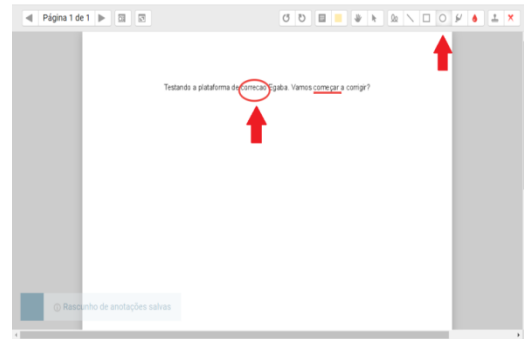 Página 1 de 1
Testando a plataforma de correcao Egaba. Vamos começar a corrigir?
Rascunho de anotações salvas